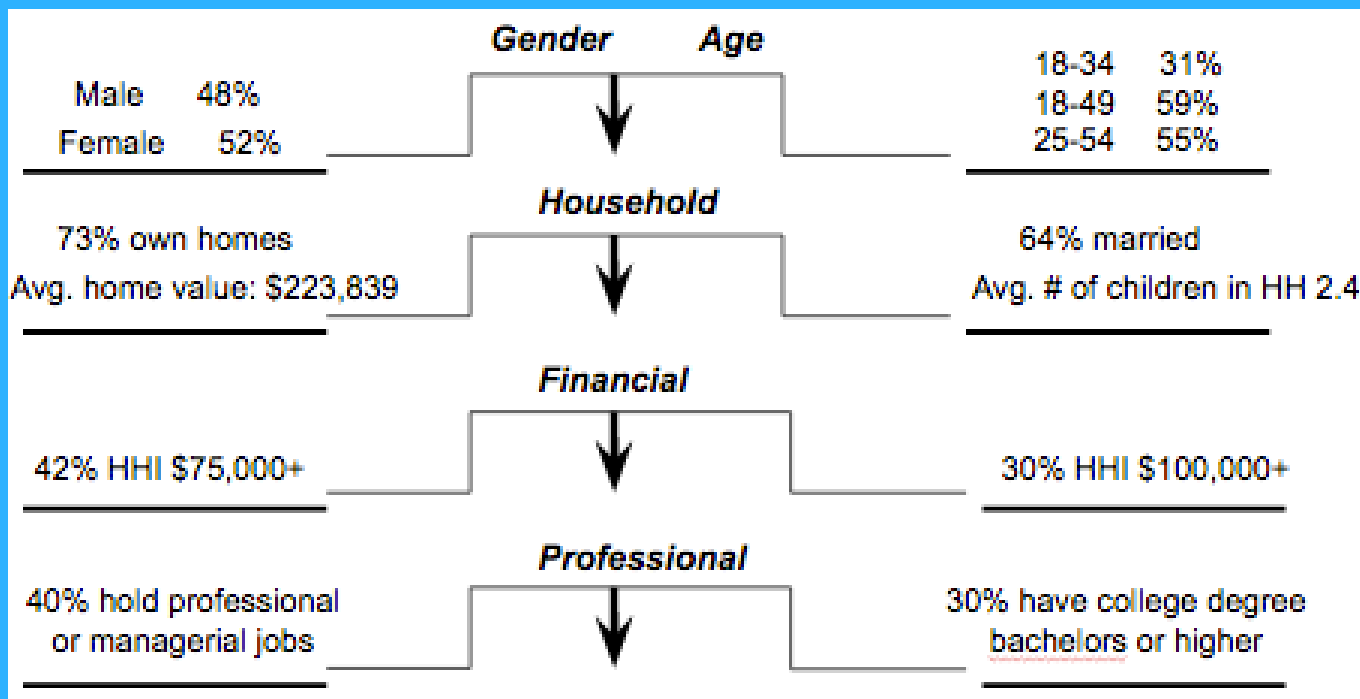 Gender Age
Male 48%
Female 52%
18-34 31%
18-49 59%
25-54 55%
Household
73% own homes
Avg. home value: $223,839
64% married
Avg. # of children in HH 2.4
Financial
42% HHI $75,000+
30% HHI $100,000+
Professional
40% hold professional
or managerial jobs
30% have college degree
bachelors or higher